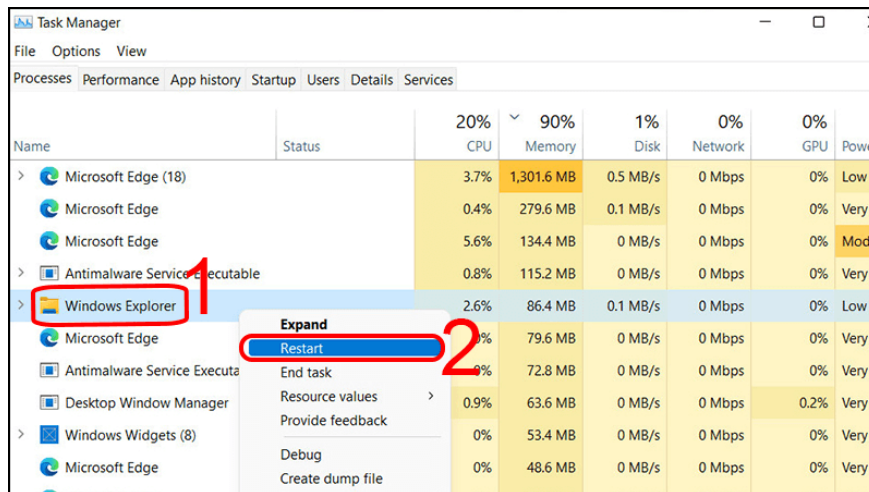 Task Manager
File Options View
Processes Performance App history Startup Users Details Services
20% 90% 1% 0% 0%
Name Status CPU Memory Disk Network GPU
Microsoft Edge (18) 3.7% 1,301.6 MB 0.5 MB/s 0 Mbps 0% Low
Microsoft Edge 0.4% 279.6 MB 0.1 MB/s 0 Mbps 0% Very
Microsoft Edge 5.6% 134.4 MB 0 MB/s 0 Mbps 0%
Antimalware Service Executable 0.8% 115.2 MB 0 MB/s 0 Mbps 0% Very
1
Windows Explorer 2.6% 86.4 MB 0.1 MB/s 0 Mbps 0% Low
Expand
Microsoft Edge 79.6 MB 0 MB/s 0 Mbps 0% Very
Restart
2
Antimalware Service 72.8 MB 0 MB/s 0 Mbps 0% Very
End task
Resource values
Desktop Window Manager 0.9% 63.6 MB 0 MB/s 0 Mbps 0.2% Very
Provide feedback
Windows Widgets (8) 0% 53.4 MB 0 MB/s 0 Mbps 0% Very
Debug
Microsoft Edge 0% 48.6 MB 0 MB/s 0 Mbps 0% Very
Create dump file